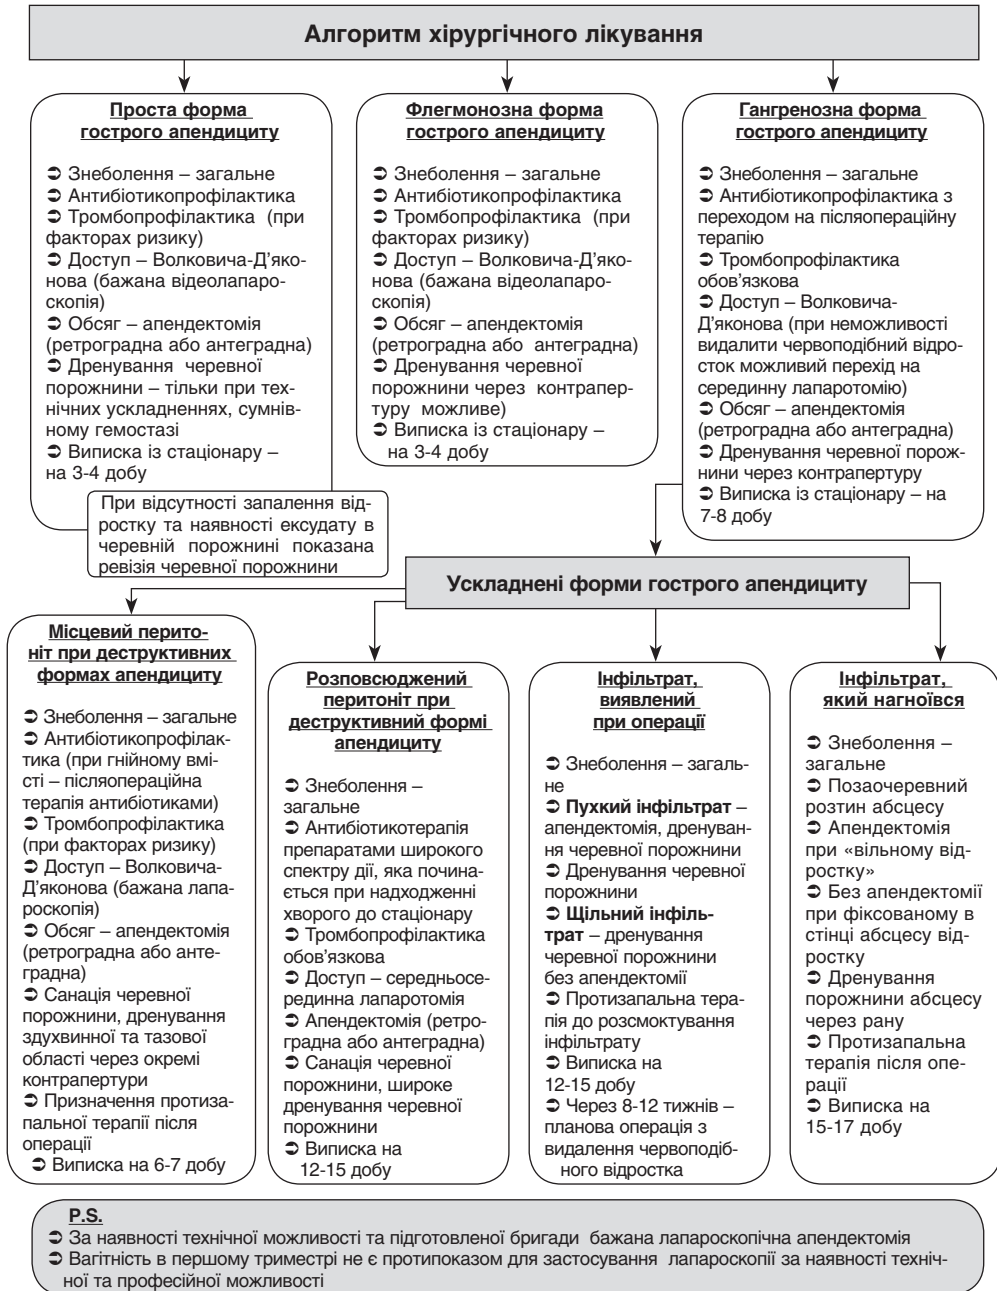 Алгоритм хірургічного лікування
Проста форма
гострого апендициту
➲ Знеболення – загальне
➲ Антибіотикопрофілактика
➲ Тромбопрофілактика (при
факторах ризику)
➲ Доступ – Волковича-Д’яко-
нова (бажана відеолапаро-
скопія)
➲ Обсяг – апендектомія
(ретроградна або антеградна)
➲ Дренування черевної
порожнини – тільки при тех-
нічних ускладненнях, сумнів-
ному гемостазі
➲ Виписка із стаціонару –
на 3-4 добу
При відсутності запалення від-
ростку та наявності ексудату в
черевній порожнині показана
ревізія черевної порожнини
Флегмонозна форма
гострого апендициту
➲ Знеболення – загальне
➲ Антибіотикопрофілактика
➲ Тромбопрофілактика (при
факторах ризику)
➲ Доступ – Волковича-Д’яко-
нова (бажана відеолапаро-
скопія)
➲ Обсяг – апендектомія
(ретроградна або антеградна)
➲ Дренування черевної
порожнини через контрапер-
туру можливе)
➲ Виписка із стаціонару –
на 3-4 добу
Гангренозна форма
гострого апендициту
➲ Знеболення – загальне
➲ Антибіотикопрофілактика з
переходом на післяопераційну
терапію
➲ Тромбопрофілактика
обов’язкова
➲ Доступ – Волковича-
Д’яконова (при неможливості
видалити червоподібний відро-
сток можливий перехід на
серединну лапаротомію)
➲ Обсяг – апендектомія
(ретроградна або антеградна)
➲ Дренування черевної порож-
нини через контрапертуру
➲ Виписка із стаціонару – на
7-8 добу
Ускладнені форми гострого апендициту
Місцевий перито-
ніт при деструктивних
формах апендициту
➲ Знеболення – загальне
➲ Антибіотикопрофілак-
тика (при гнійному вмі-
сті – післяопераційна
терапія антибіотиками)
➲ Тромбопрофілактика
(при факторах ризику)
➲ Доступ – Волковича-
Д’яконова (бажана лапа-
роскопія)
➲ Обсяг – апендектомія
(ретроградна або анте-
градна)
➲ Санація черевної
порожнини, дренування
здухвинної та тазової
області через окремі
контрапертури
➲ Призначення протиза-
пальної терапії після
операції
➲ Виписка на 6-7 добу
Розповсюджений
перитоніт при
деструктивний формі
апендициту
➲ Знеболення –
загальне
➲ Антибіотикотерапія
препаратами широкого
спектру дії, яка почина-
ється при надходженні
хворого до стаціонару
➲ Тромбопрофілактика
обов’язкова
➲ Доступ – середньосе-
рединна лапаротомія
➲ Апендектомія (ретро-
градна або антеградна)
➲ Санація черевної
порожнини, широке
дренування черевної
порожнини
➲ Виписка на
12-15 добу
Інфільтрат,
виявлений
при операції
➲ Знеболення – загаль-
не
➲ Пухкий інфільтрат –
апендектомія, дренуван-
ня черевної порожнини
➲ Дренування черевної
порожнини
➲ Щільний інфіль-
трат – дренування
черевної порожнини
без апендектомії
➲ Протизапальна тера-
пія до розсмоктування
інфільтрату
➲ Виписка на
12-15 добу
➲ Через 8-12 тижнів –
планова операція з
видалення червоподіб-
ного відростка
Інфільтрат,
який нагноївся
➲ Знеболення –
загальне
➲ Позаочеревний
розтин абсцесу
➲ Апендектомія
при «вільному від-
ростку»
➲ Без апендектомії
при фіксованому в
стінці абсцесу від-
ростку
➲ Дренування
порожнини абсцесу
через рану
➲ Протизапальна
терапія після опе-
рації
➲ Виписка на
15-17 добу
P.S.
➲ За наявності технічної можливості та підготовленої бригади бажана лапароскопічна апендектомія
➲ Вагітність в першому триместрі не є протипоказом для застосування лапароскопії за наявності техніч-
ної та професійної можливості